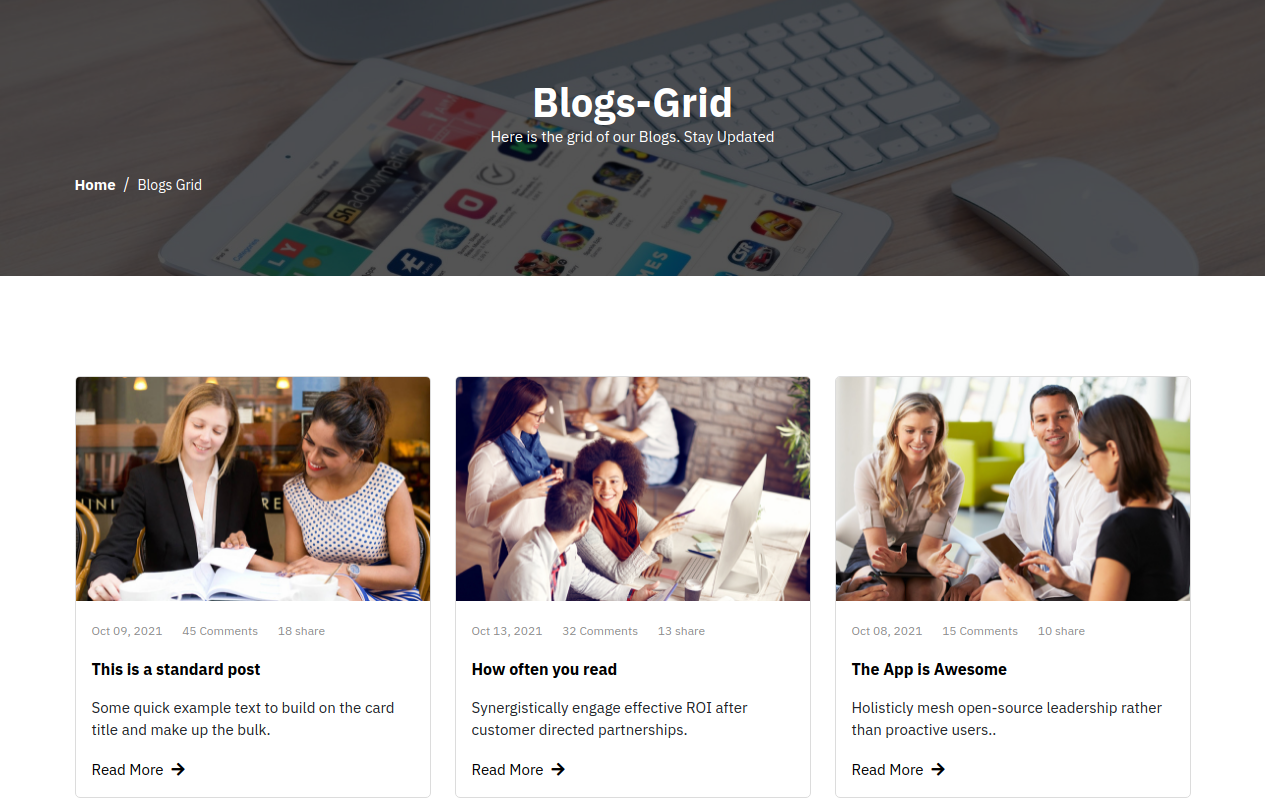 Blogs-Grid
Here is the grid of our Blogs. Stay Updated
Home / Blogs Grid
Oct 09, 2021 45 Comments 18 share
This is a standard post
Some quick example text to build on the card
title and make up the bulk.
Read More
Oct 13, 2021 32 Comments 13 share
How often you read
Synergistically engage effective ROI after
customer directed partnerships.
Read More
Oct 08, 2021 15 Comments 10 share
The App is Awesome
Holisticly mesh open-source leadership rather
than proactive users..
Read More